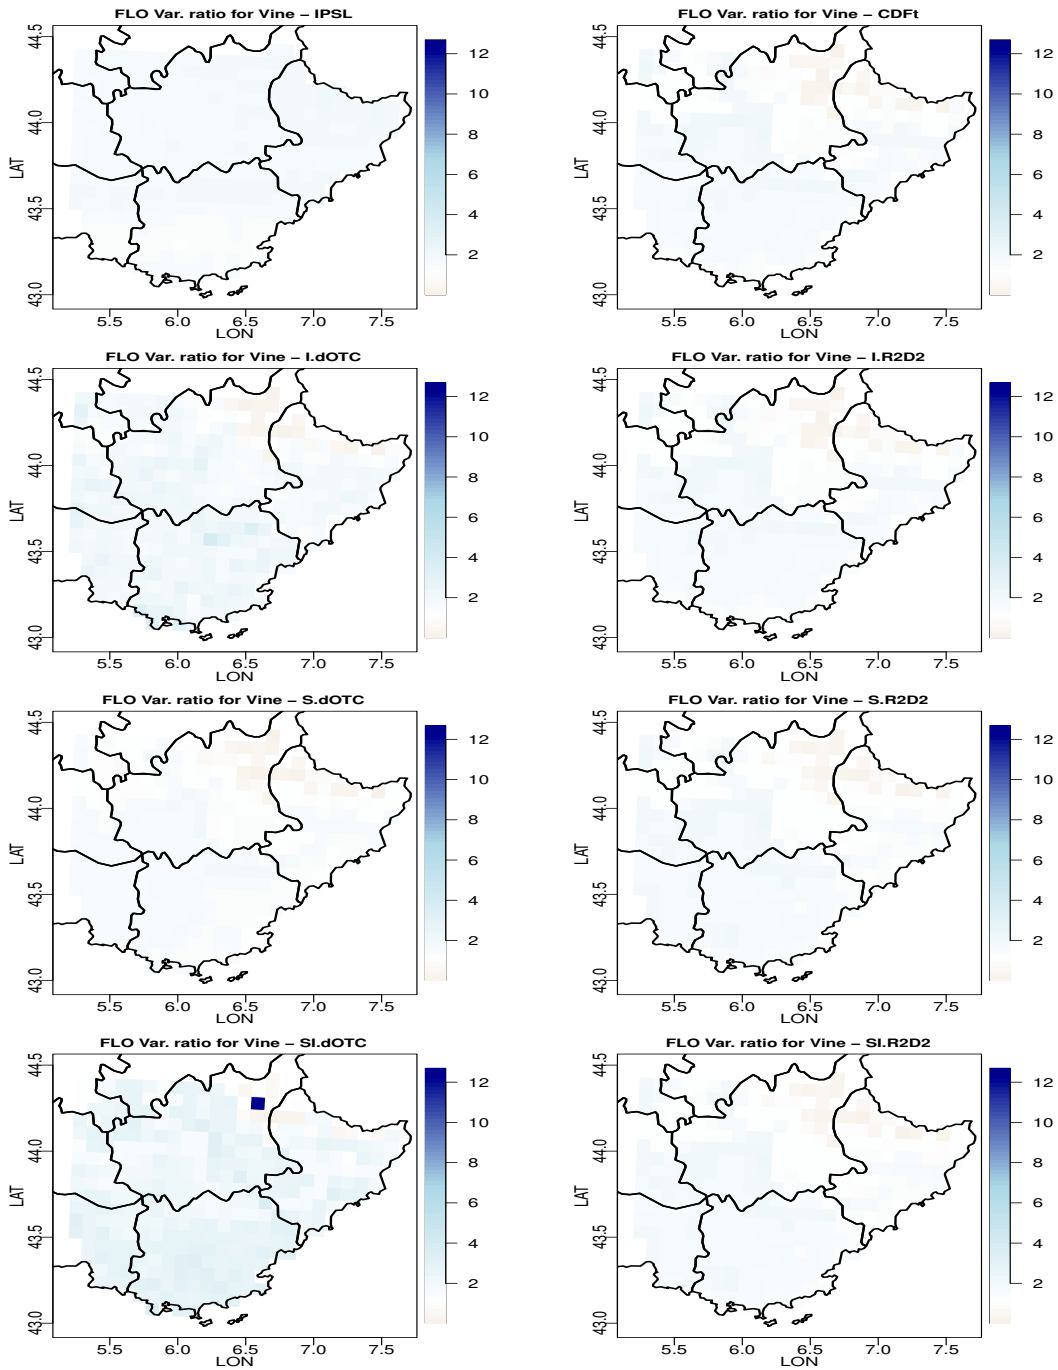 FLO Var. ratio for Vine – IPSL
LAT
44.5
44.0
43.5
43.0
5.5 6.0 6.5 7.0 7.5
LON
12
10
8
6
4
2
FLO Var. ratio for Vine – CDFt
LAT
44.5
44.0
43.5
43.0
5.5 6.0 6.5 7.0 7.5
LON
12
10
8
6
4
2
FLO Var. ratio for Vine – I.dOTC
LAT
44.5
44.0
43.5
43.0
5.5 6.0 6.5 7.0 7.5
LON
12
10
8
6
4
2
FLO Var. ratio for Vine – I.R2D2
LAT
44.5
44.0
43.5
43.0
5.5 6.0 6.5 7.0 7.5
LON
12
10
8
6
4
2
FLO Var. ratio for Vine – S.dOTC
LAT
44.5
44.0
43.5
43.0
5.5 6.0 6.5 7.0 7.5
LON
12
10
8
6
4
2
FLO Var. ratio for Vine – S.R2D2
LAT
44.5
44.0
43.5
43.0
5.5 6.0 6.5 7.0 7.5
LON
12
10
8
6
4
2
FLO Var. ratio for Vine – SI.dOTC
LAT
44.5
44.0
43.5
43.0
5.5 6.0 6.5 7.0 7.5
LON
12
10
8
6
4
2
FLO Var. ratio for Vine – SI.R2D2
LAT
44.5
44.0
43.5
43.0
5.5 6.0 6.5 7.0 7.5
LON
12
10
8
6
4
2